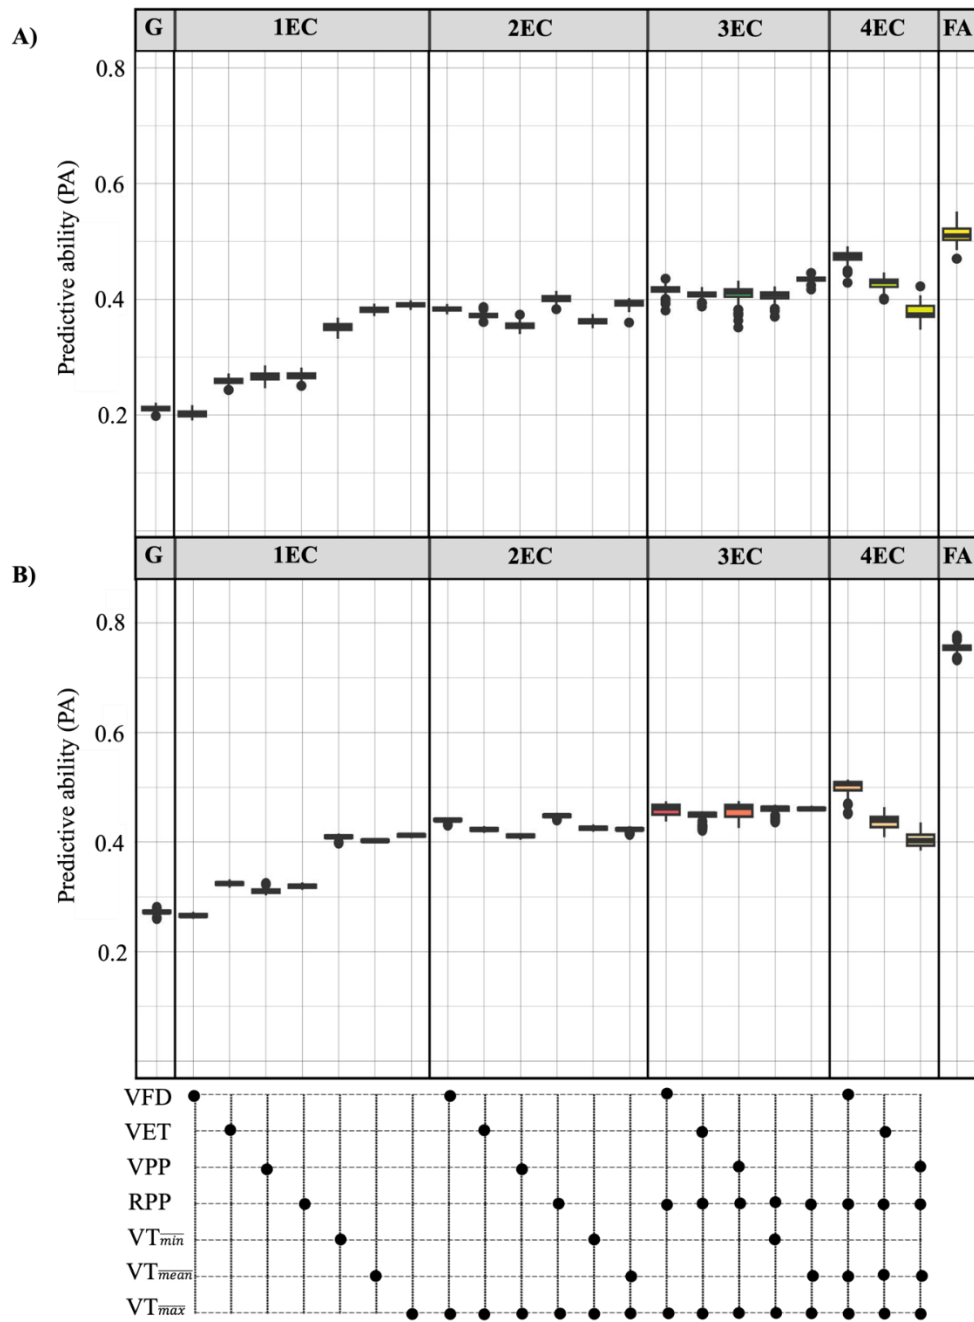 A)
G 1EC 2EC 3EC 4EC FA
Predictive ability (PA)
0.8
0.6
0.4
0.2
B)
G 1EC 2EC 3EC 4EC FA
Predictive ability (PA)
0.8
0.6
0.4
0.2
VFD
VET
VPP
RPP
VTmin
VTmean
VTmax